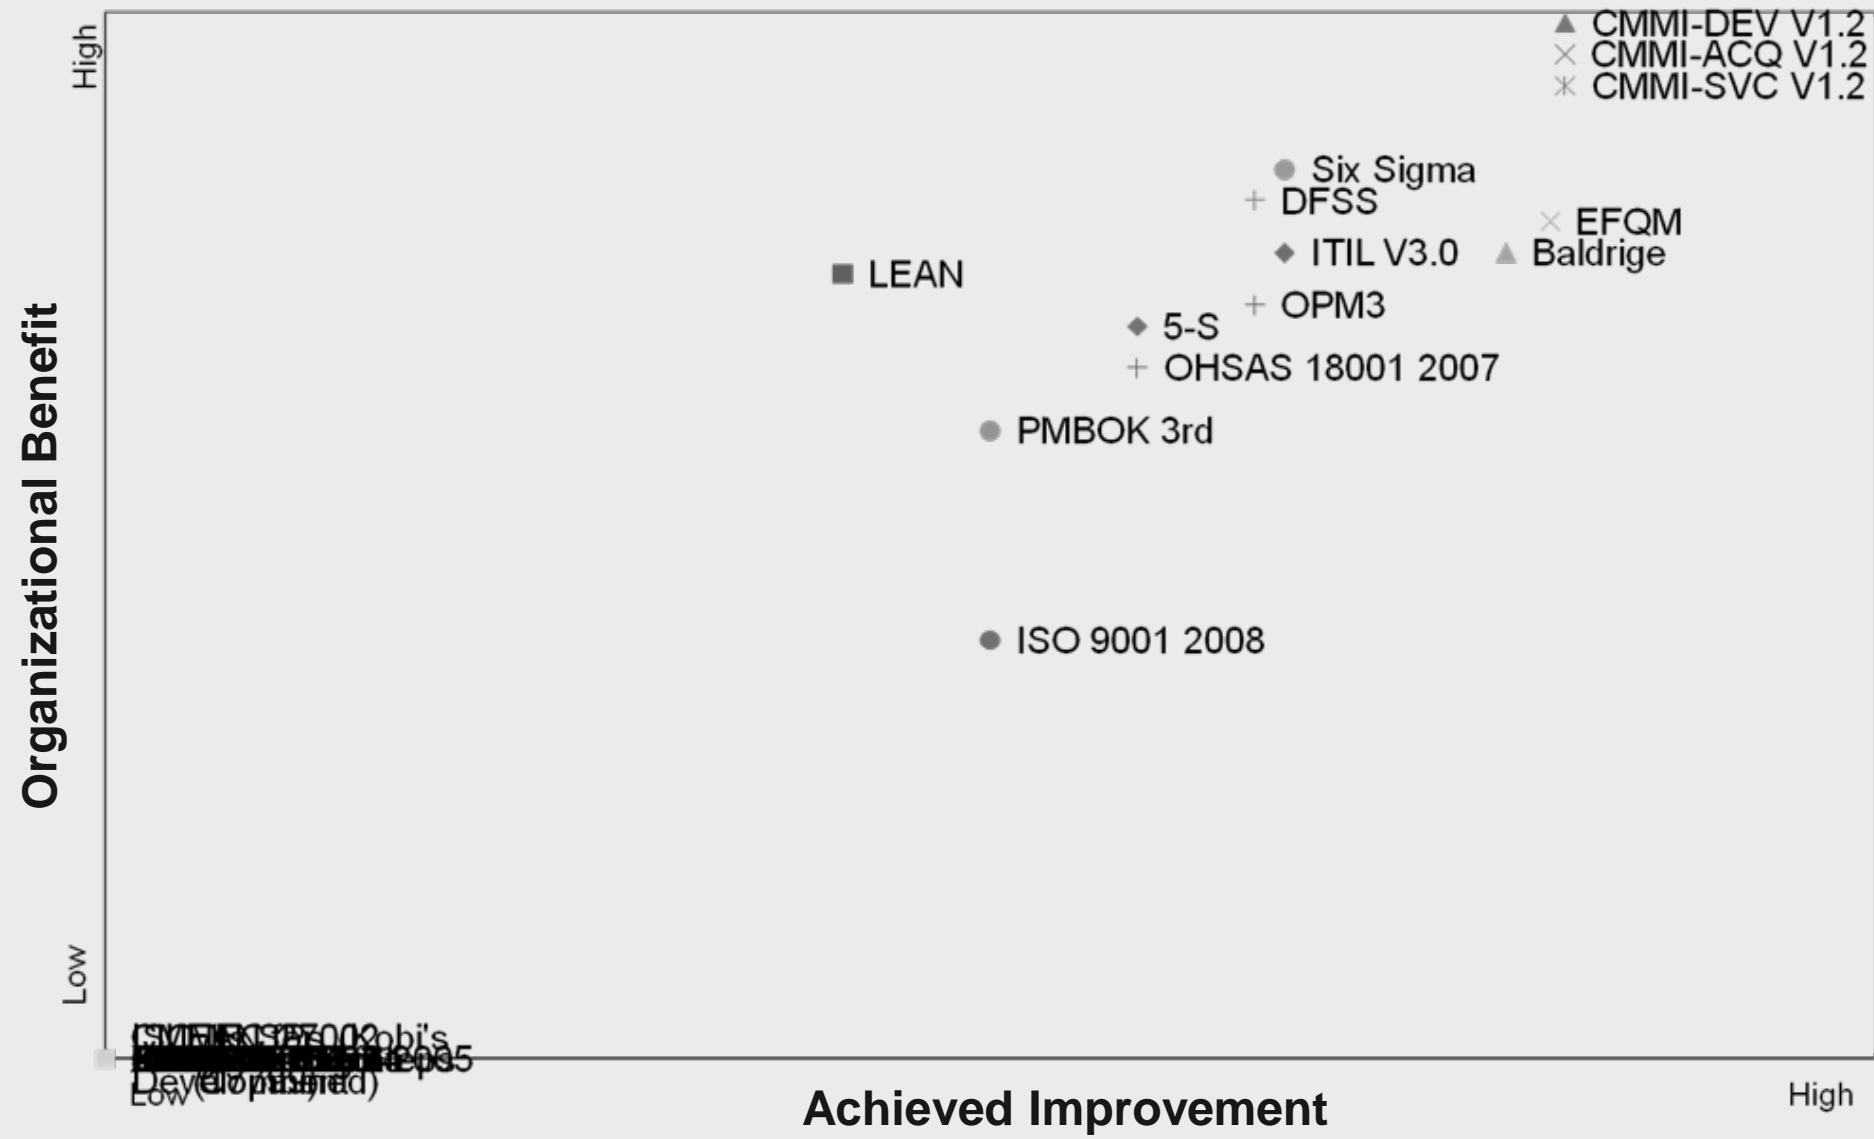 High
CMMI-DEV V1.2
CMMI-ACQ V1.2
CMMI-SVC V1.2
Six Sigma
DFSS
EFQM
ITIL V3.0
Baldrige
LEAN
OPM3
5-S
OHSAS 18001 2007
PMBOK 3rd
Organizational Benefit
ISO 9001 2008
Low
Low
Achieved Improvement
High